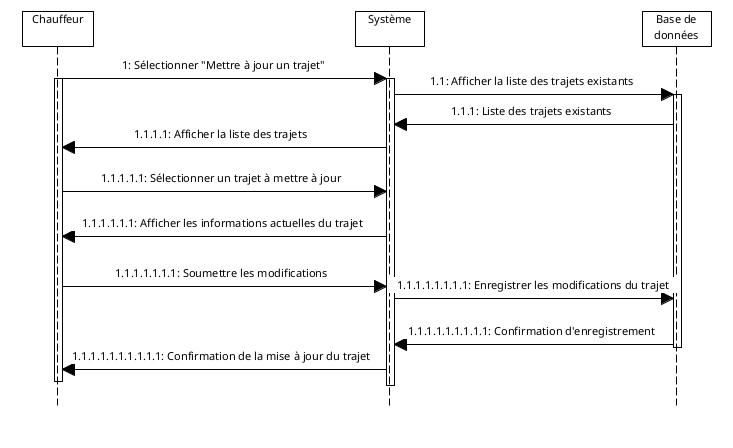 Chauffeur
Système
Base de
données
1: Sélectionner "Mettre à jour un trajet"
1.1: Afficher la liste des trajets existants
1.1.1: Liste des trajets existants
1.1.1.1: Afficher la liste des trajets
1.1.1.1.1: Sélectionner un trajet à mettre à jour
1.1.1.1.1.1: Afficher les informations actuelles du trajet
1.1.1.1.1.1.1: Soumettre les modifications
1.1.1.1.1.1.1.1: Enregistrer les modifications du trajet
1.1.1.1.1.1.1.1.1: Confirmation d'enregistrement
1.1.1.1.1.1.1.1.1.1: Confirmation de la mise à jour du trajet